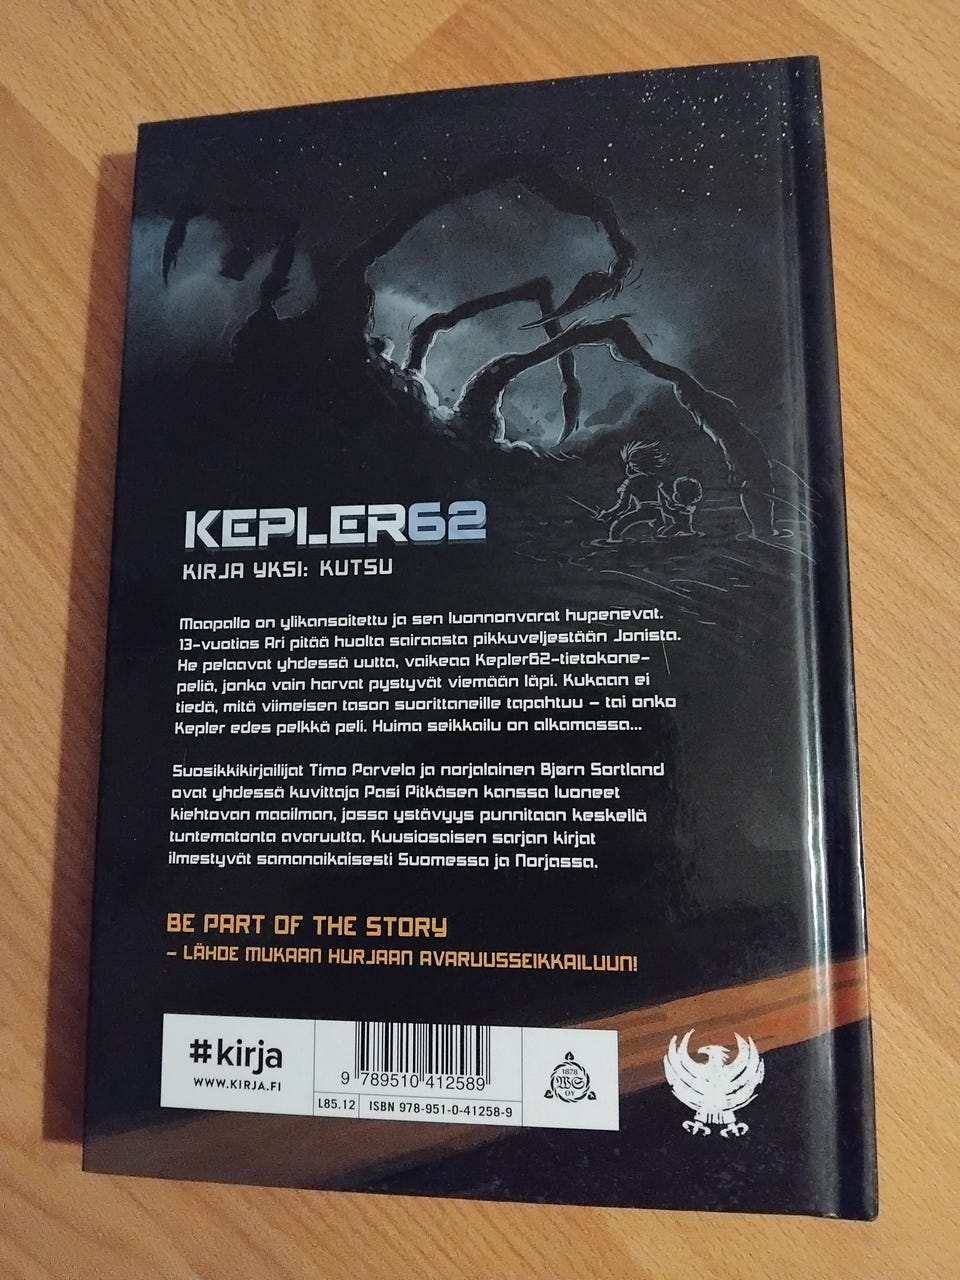 KEPLER62
KIRJA YKSI: KUTSU
Maapallo on ylikansoitettu ja sen luonnonvarat hupenevat.
13-vuotias Ari pitää huolta sairaasta pikkuveljestään Jonista.
He pelaavat yhdessä uutta, vaikeaa Kepler62-tietokone-
peliä, jonka vain harvat pystyvät viemään läpi. Kukaan ei
tiedä, mitä viimeisen tason suorittaneille tapahtuu – tai onko
Kepler edes pelkkä peli. Huima seikkailu on alkamassa...
Suosikkikirjailijat Timo Parvela ja norjalainen Bjørn Sortland
ovat yhdessä kuvittaja Pasi Pitkäsen kanssa luoneet
kiehtovan maailman, jossa ystävyys punnitaan keskellä
tuntematonta avaruutta. Kuusiosaisen sarjan kirjat
ilmestyvät samanaikaisesti Suomessa ja Norjassa.
BE PART OF THE STORY
– LÄHDE MUKAAN HURJAAN AVARUUSSEIKKAILUUN!
#kirja
WWW.KIRJA.FI
9 789510 412589
L85.12 ISBN 978-951-0-41258-9
1878
WS
OY